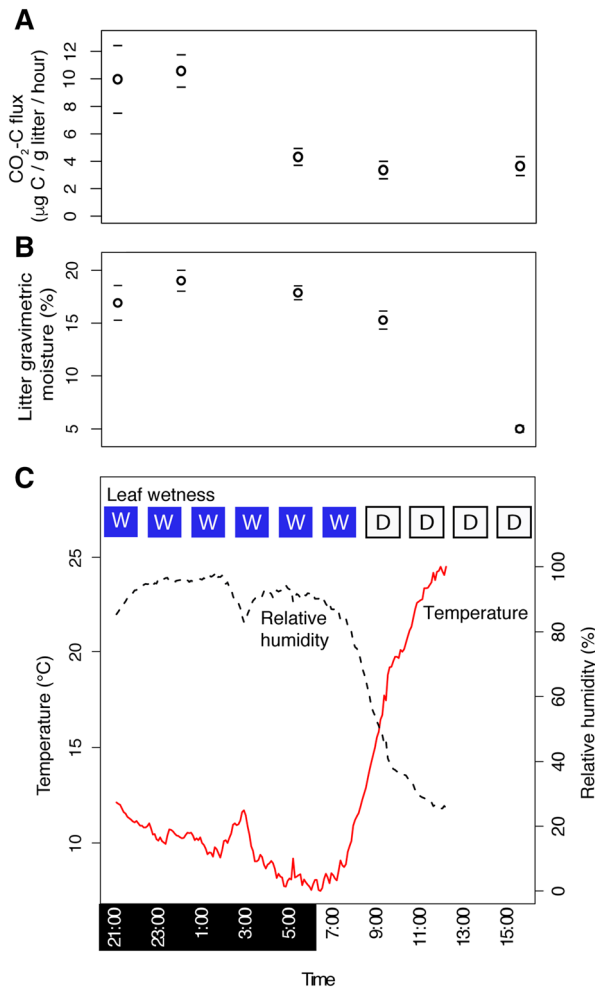 A
CO2-C flux
(µg C / g litter / hour)
12
10
8
6
4
2
0
B
Litter gravimetric
moisture (%)
20
15
10
5
C
Leaf wetness
W W W W W W D D D D
Temperature (°C)
25
20
15
10
Relative
humidity
Temperature
100
80
60
40
20
0
Relative humidity (%)
21:00 23:00 1:00 3:00 5:00 7:00 9:00 11:00 13:00 15:00
Time